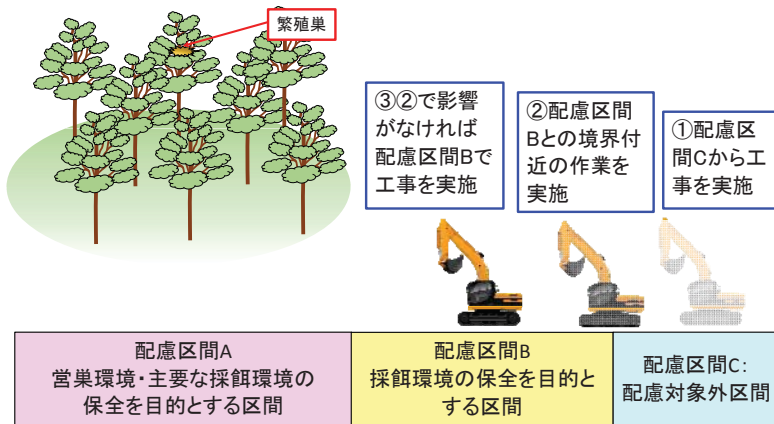 繁殖巣
③②で影響
がなければ
配慮区間Bで
工事を実施
②配慮区間
Bとの境界付
近の作業を
実施
①配慮区
間Cから工
事を実施
配慮区間A
営巣環境・主要な採餌環境の
保全を目的とする区間
配慮区間B
採餌環境の保全を目的と
する区間
配慮区間C:
配慮対象外区間